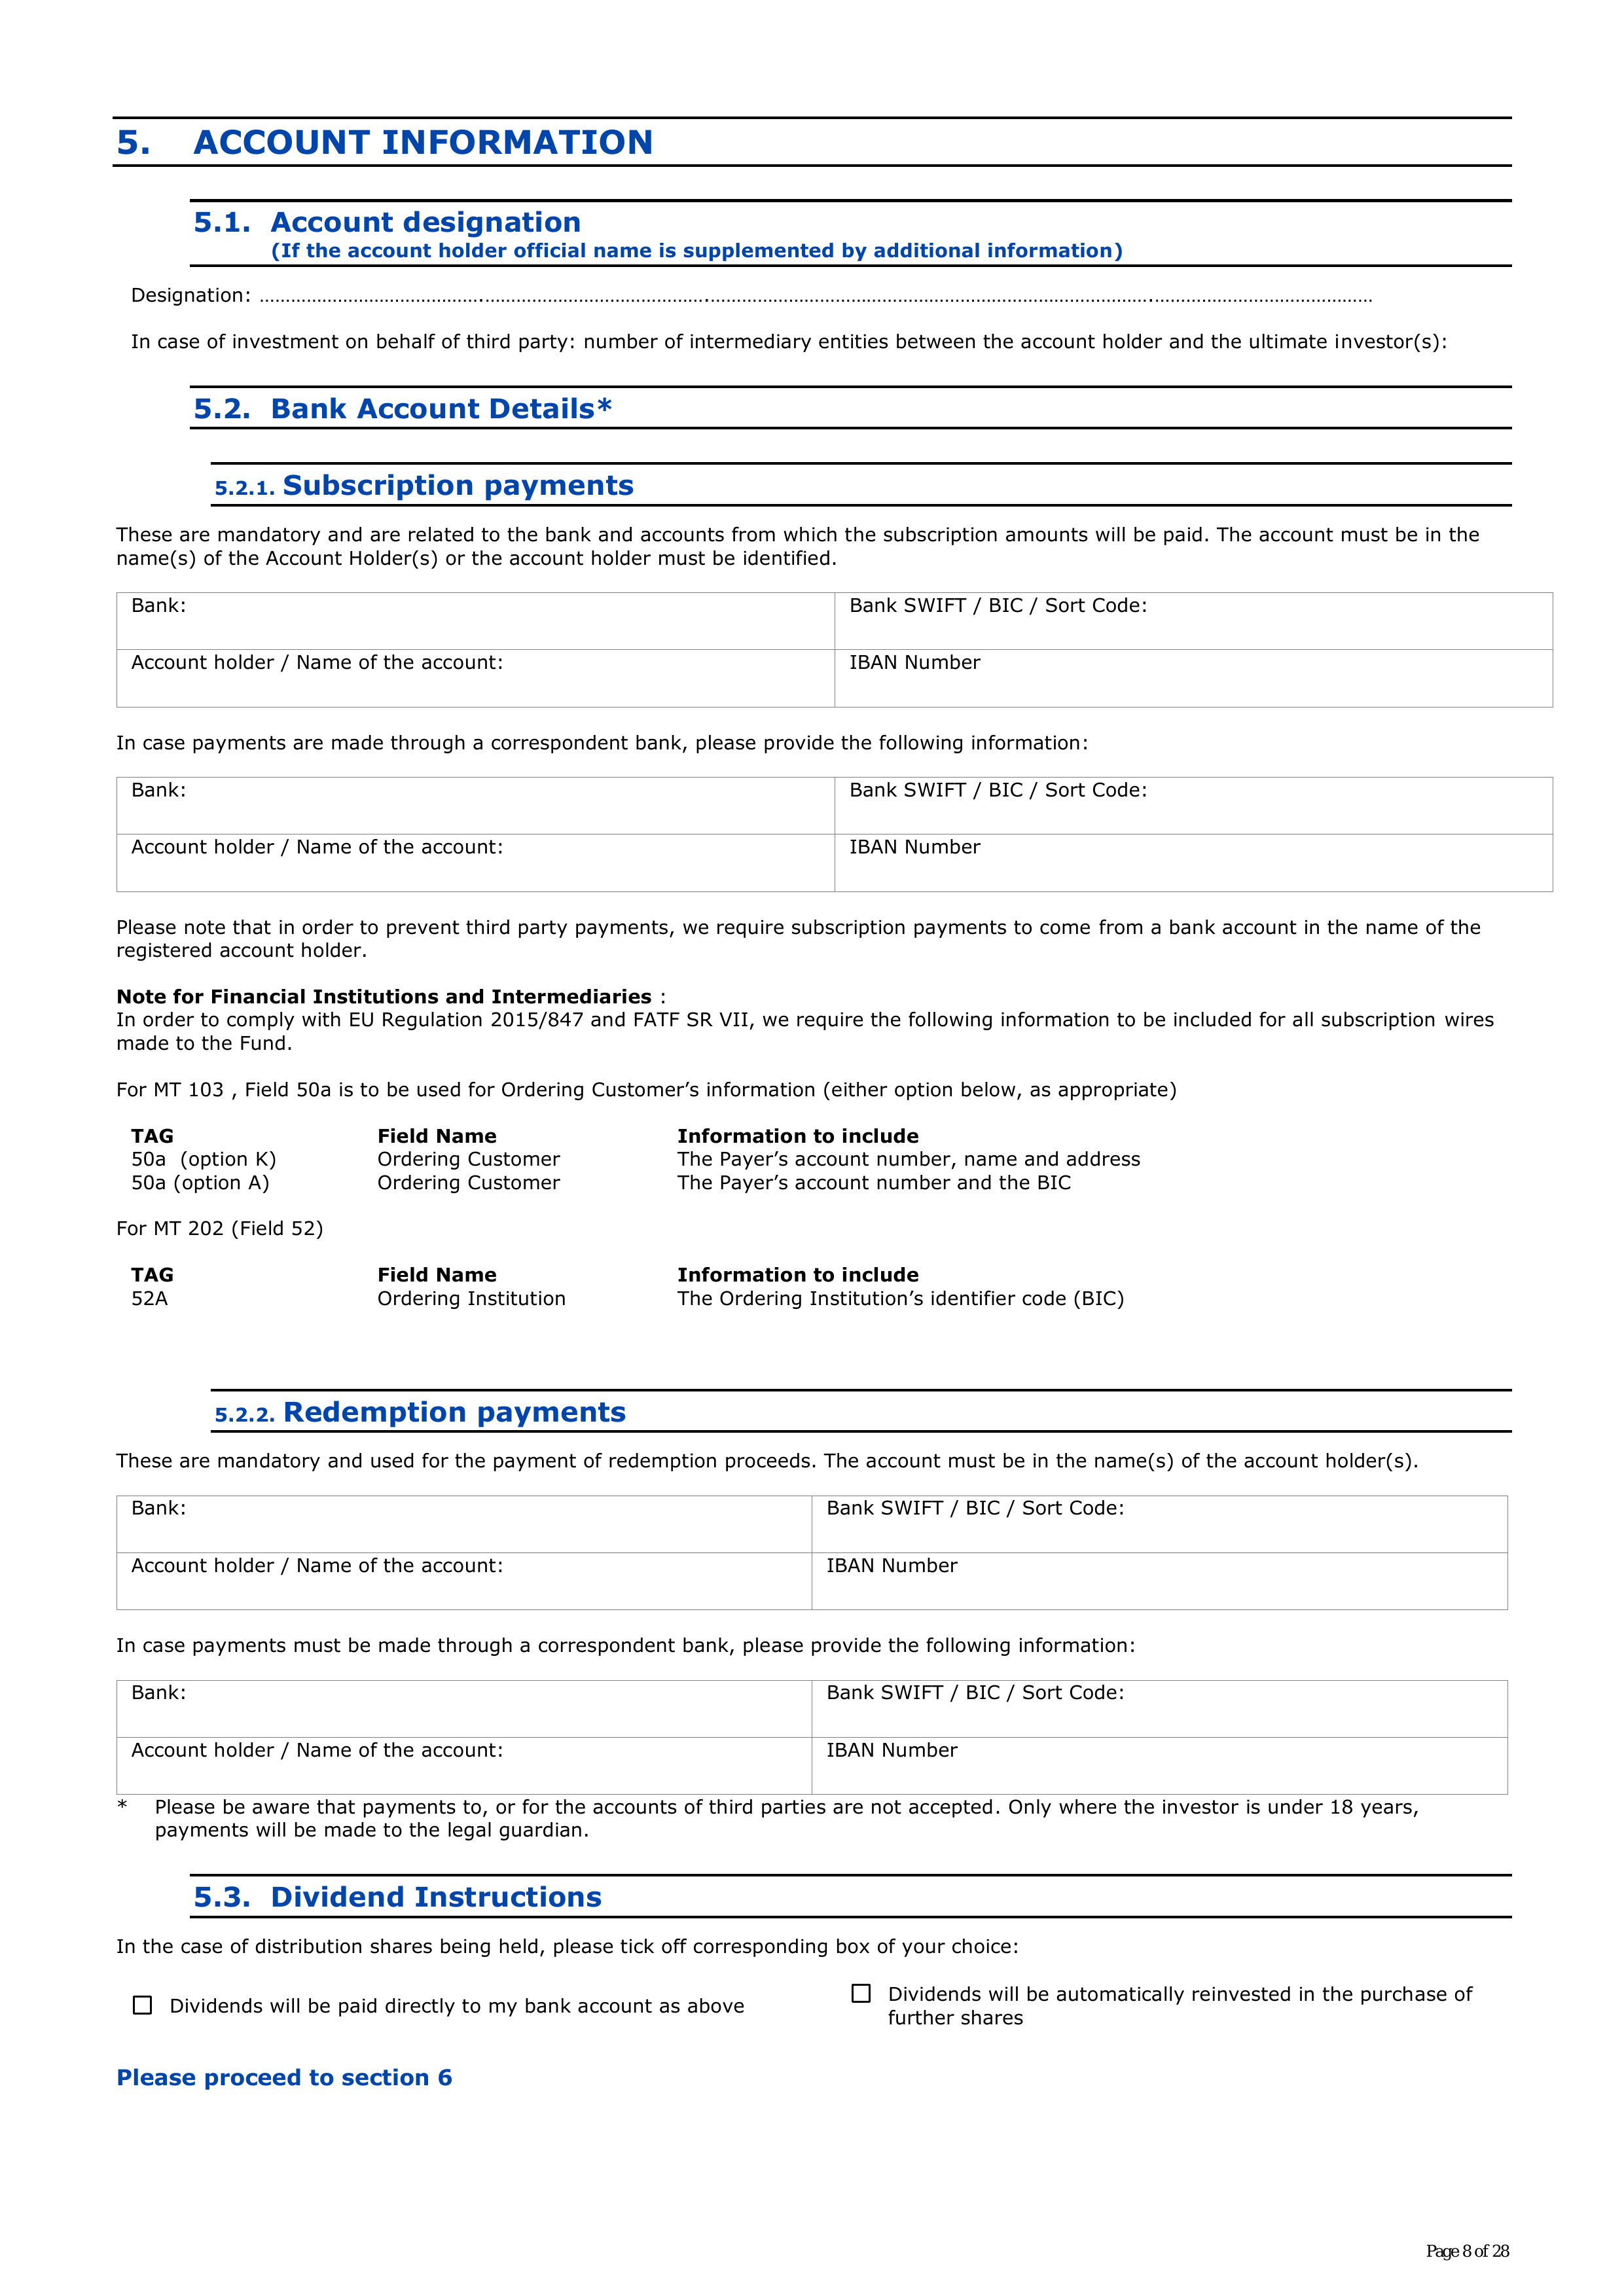 5. ACCOUNT INFORMATION
5.1. Account designation
(If the account holder official name is supplemented by additional information)
Designation: ……………………………………………………………………………………………………………………………………………………………………
In case of investment on behalf of third party: number of intermediary entities between the account holder and the ultimate investor(s):
5.2. Bank Account Details*
5.2.1. Subscription payments
These are mandatory and are related to the bank and accounts from which the subscription amounts will be paid. The account must be in the
name(s) of the Account Holder(s) or the account holder must be identified.
Bank: Bank SWIFT / BIC / Sort Code:
Account holder / Name of the account: IBAN Number
In case payments are made through a correspondent bank, please provide the following information:
Bank: Bank SWIFT / BIC / Sort Code:
Account holder / Name of the account: IBAN Number
Please note that in order to prevent third party payments, we require subscription payments to come from a bank account in the name of the
registered account holder.
Note for Financial Institutions and Intermediaries :
In order to comply with EU Regulation 2015/847 and FATF SR VII, we require the following information to be included for all subscription wires
made to the Fund.
For MT 103 , Field 50a is to be used for Ordering Customer’s information (either option below, as appropriate)
TAG Field Name Information to include
50a (option K) Ordering Customer The Payer’s account number, name and address
50a (option A) Ordering Customer The Payer’s account number and the BIC
For MT 202 (Field 52)
TAG Field Name Information to include
52A Ordering Institution The Ordering Institution’s identifier code (BIC)
5.2.2. Redemption payments
These are mandatory and used for the payment of redemption proceeds. The account must be in the name(s) of the account holder(s).
Bank: Bank SWIFT / BIC / Sort Code:
Account holder / Name of the account: IBAN Number
In case payments must be made through a correspondent bank, please provide the following information:
Bank: Bank SWIFT / BIC / Sort Code:
Account holder / Name of the account: IBAN Number
* Please be aware that payments to, or for the accounts of third parties are not accepted. Only where the investor is under 18 years,
payments will be made to the legal guardian.
5.3. Dividend Instructions
In the case of distribution shares being held, please tick off corresponding box of your choice:
☐ Dividends will be paid directly to my bank account as above
☐ Dividends will be automatically reinvested in the purchase of
further shares
Please proceed to section 6
Page 8 of 28